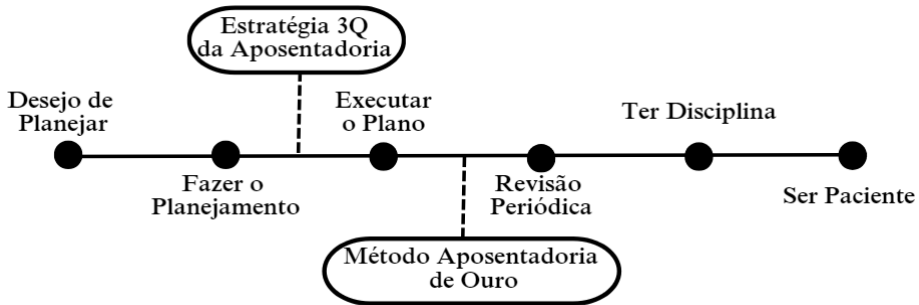 Estratégia 3Q
da Aposentadoria
Desejo de
Planejar
Executar
o Plano
Ter Disciplina
Fazer o
Planejamento
Revisão
Periódica
Ser Paciente
Método Aposentadoria
de Ouro